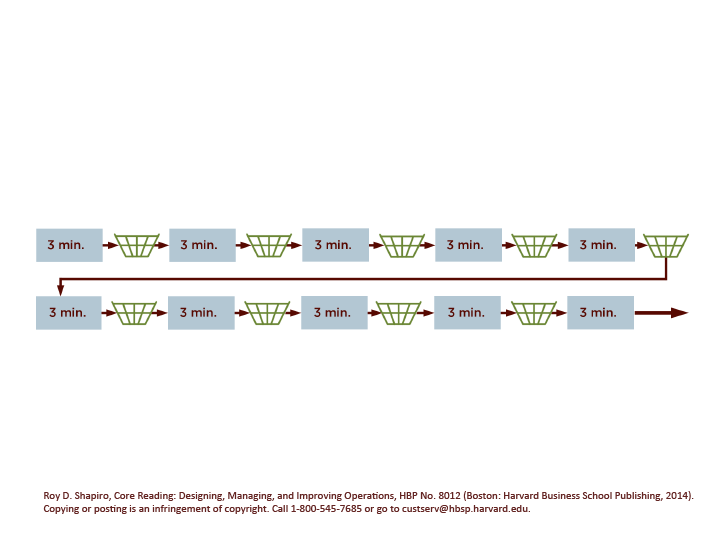 3 min. 3 min. 3 min. 3 min. 3 min.
3 min. 3 min. 3 min. 3 min. 3 min.
Roy D. Shapiro, Core Reading: Designing, Managing, and Improving Operations, HBP No. 8012 (Boston: Harvard Business School Publishing, 2014).
Copying or posting is an infringement of copyright. Call 1-800-545-7685 or go to custserv@hbsp.harvard.edu.